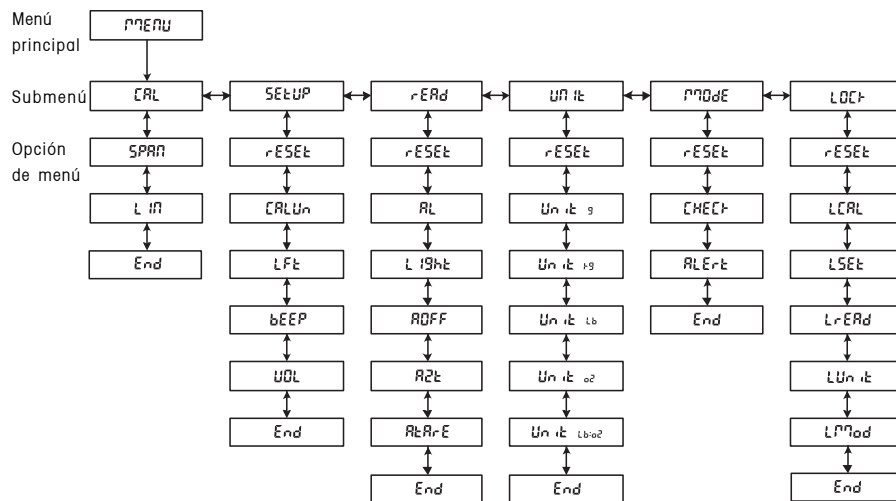 Menú principal
MENU
Submenú
CAL
SEtUP
rEAd
UNIt
MOdE
LOCk
Opción de menú
SPAN
rESEt
rESEt
rESEt
rESEt
rESEt
LIN
CALUn
AL
Unit g
CHECk
LCAL
End
LFt
LIght
Unit kg
ALErt
LSEt
bEEP
AOFF
Unit Lb
End
LrEAd
VOL
AZt
Unit oz
LUnit
End
AtArE
Unit Lb:oz
LMod
End
End
End